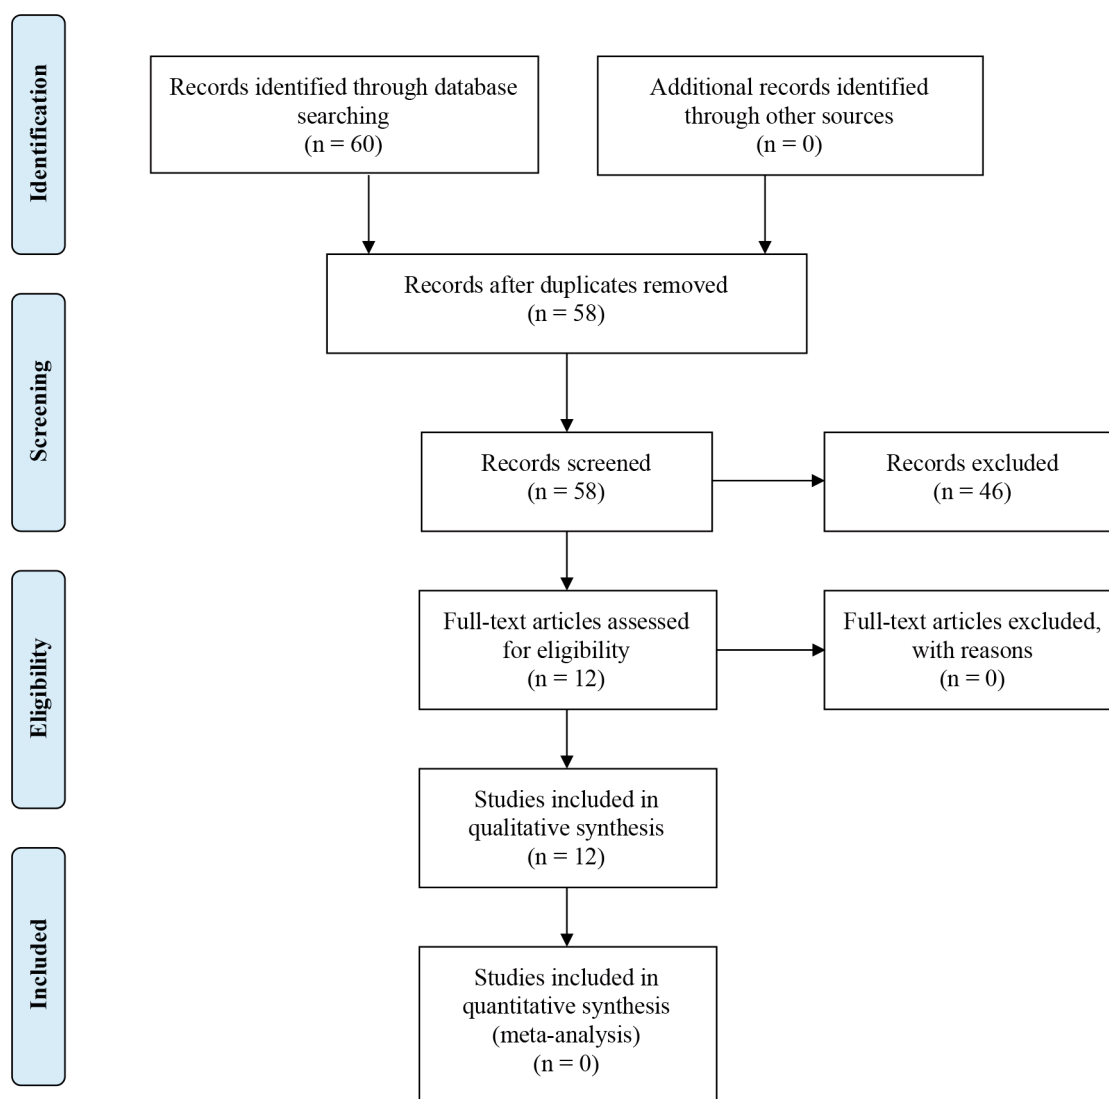 Identification
Records identified through database
searching
(n = 60)
Additional records identified
through other sources
(n = 0)
Records after duplicates removed
(n = 58)
Screening
Records screened
(n = 58)
Records excluded
(n = 46)
Eligibility
Full-text articles assessed
for eligibility
(n = 12)
Full-text articles excluded,
with reasons
(n = 0)
Studies included in
qualitative synthesis
(n = 12)
Included
Studies included in
quantitative synthesis
(meta-analysis)
(n = 0)